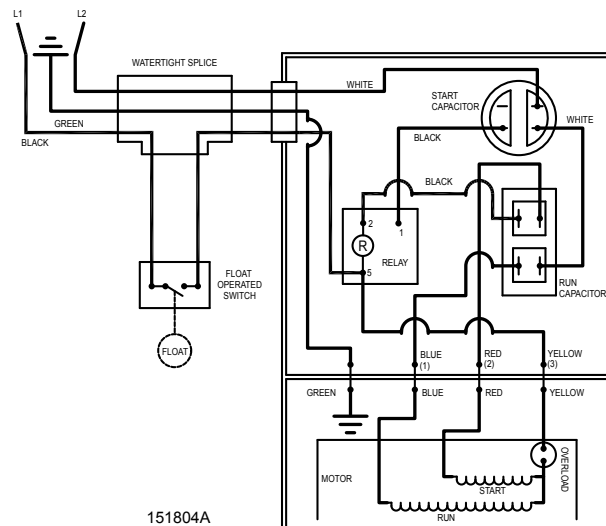 L1
L2
WATERTIGHT SPLICE
WHITE
START
CAPACITOR
GREEN
BLACK
BLACK
WHITE
BLACK
2
1
R
RELAY
5
RUN
CAPACITOR
FLOAT
OPERATED
SWITCH
FLOAT
BLUE
(1)
RED
(2)
YELLOW
(3)
GREEN
BLUE
RED
YELLOW
OVERLOAD
MOTOR
START
RUN
151804A